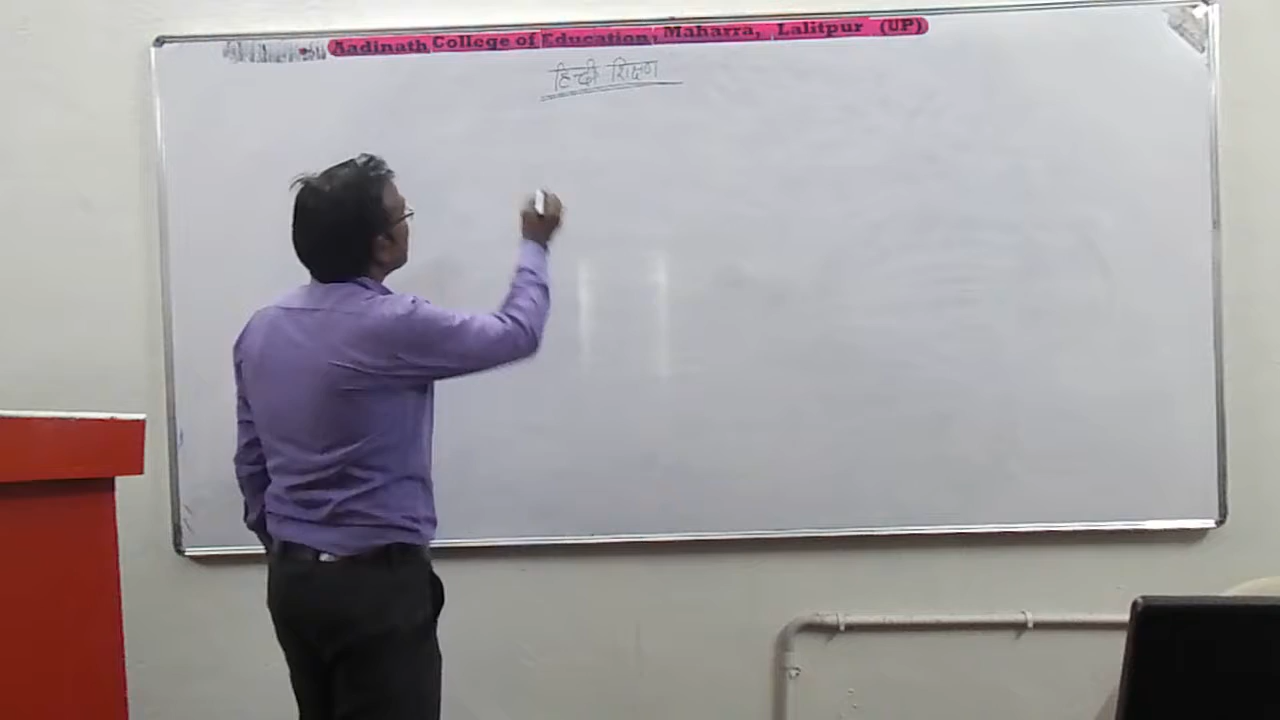 Aadinath College of Education, Maharra, Lalitpur (UP)
हिन्दी शिक्षण